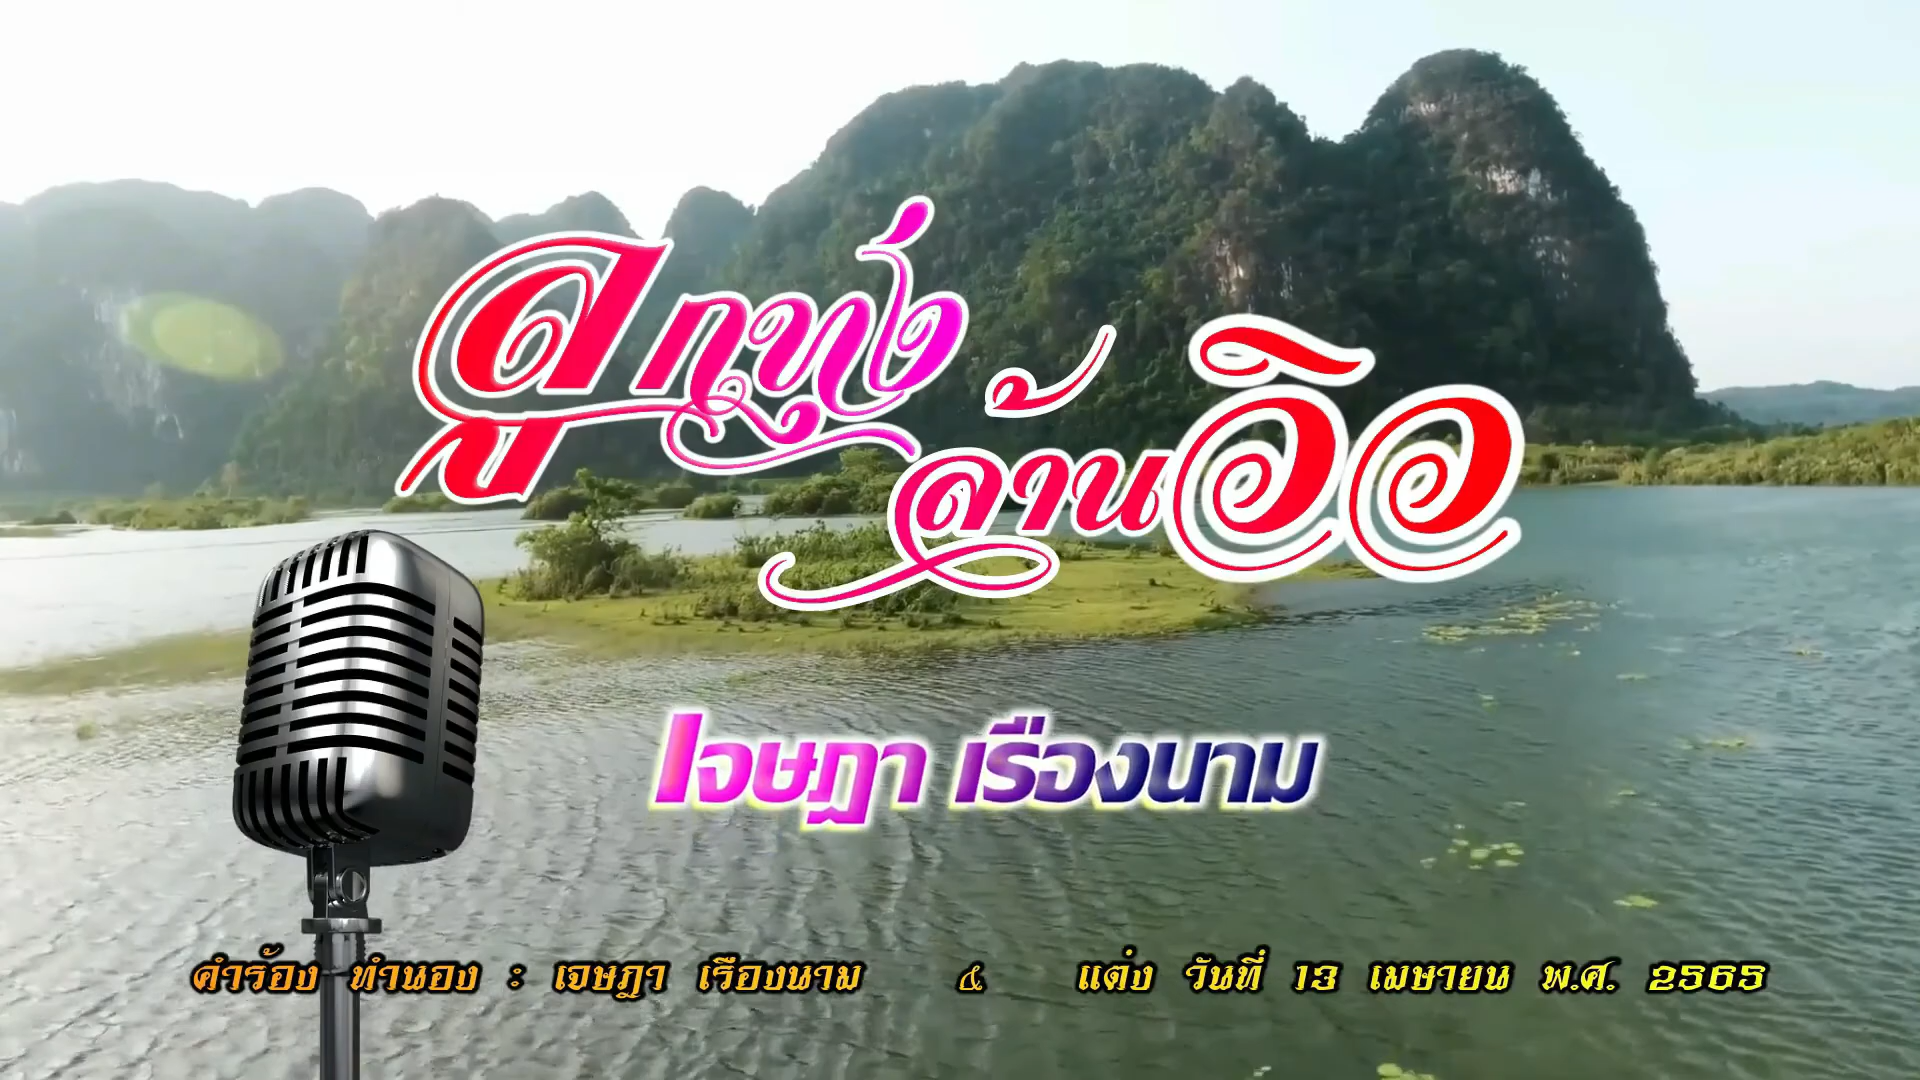 ลูกทุ่ง
ล้านวิว
เจษฎา เรืองนาม
คำร้อง ทำนอง : เจษฎา เรืองนาม & แต่ง วันที่ 13 เมษายน พ.ศ. 2565